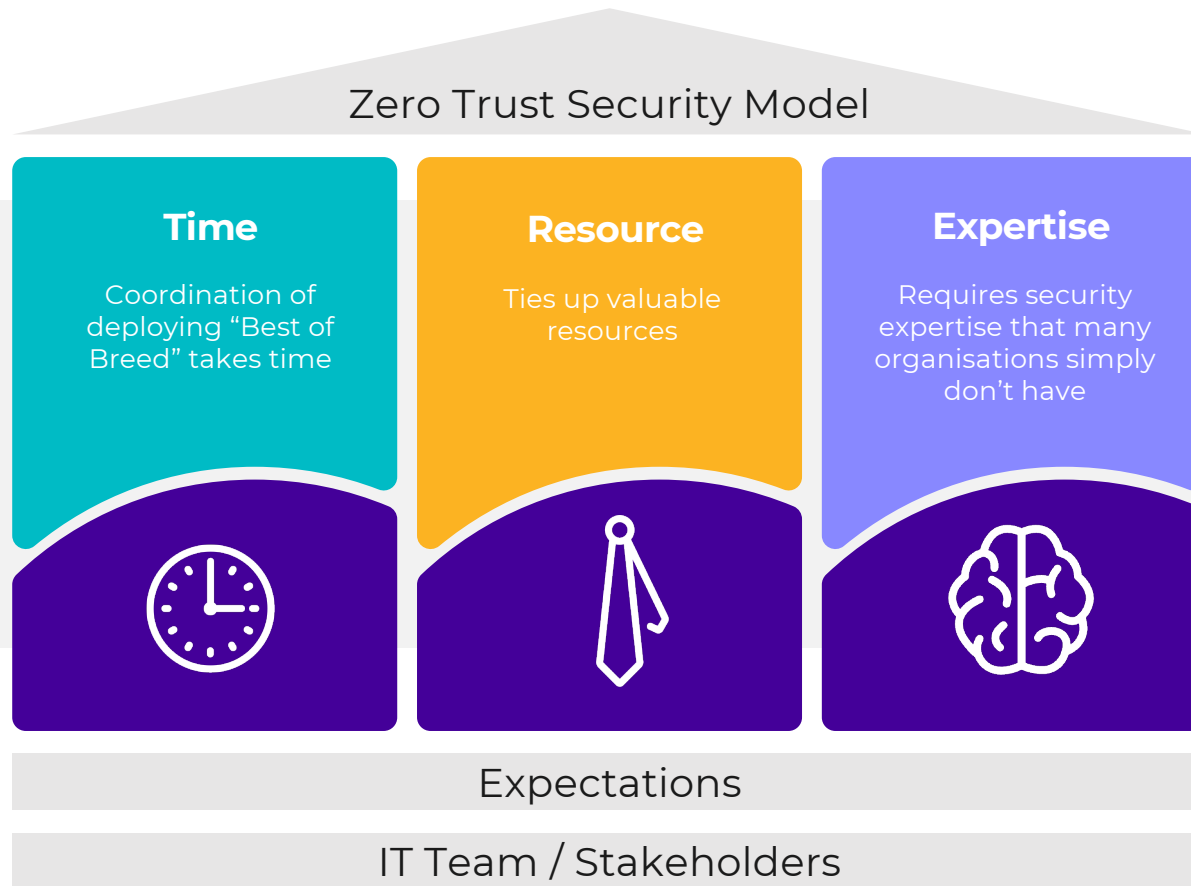 Zero Trust Security Model
Time
Coordination of
deploying “Best of
Breed” takes time
Resource
Ties up valuable
resources
Expertise
Requires security
expertise that many
organisations simply
don’t have
Expectations
IT Team / Stakeholders